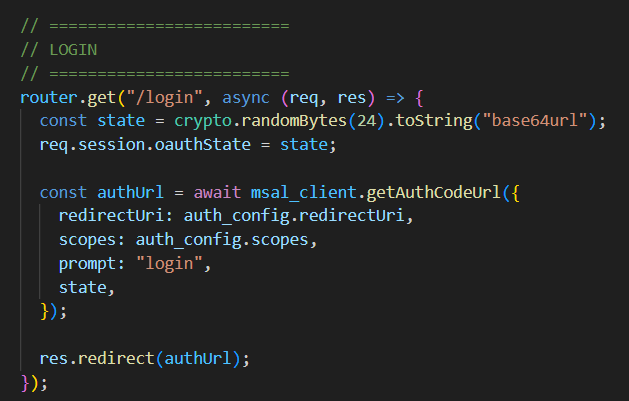 // =========================
// LOGIN
// =========================
router.get("/login", async (req, res) => {
  const state = crypto.randomBytes(24).toString("base64url");
  req.session.oauthState = state;

  const authUrl = await msal_client.getAuthCodeUrl({
    redirectUri: auth_config.redirectUri,
    scopes: auth_config.scopes,
    prompt: "login",
    state,
  });

  res.redirect(authUrl);
});